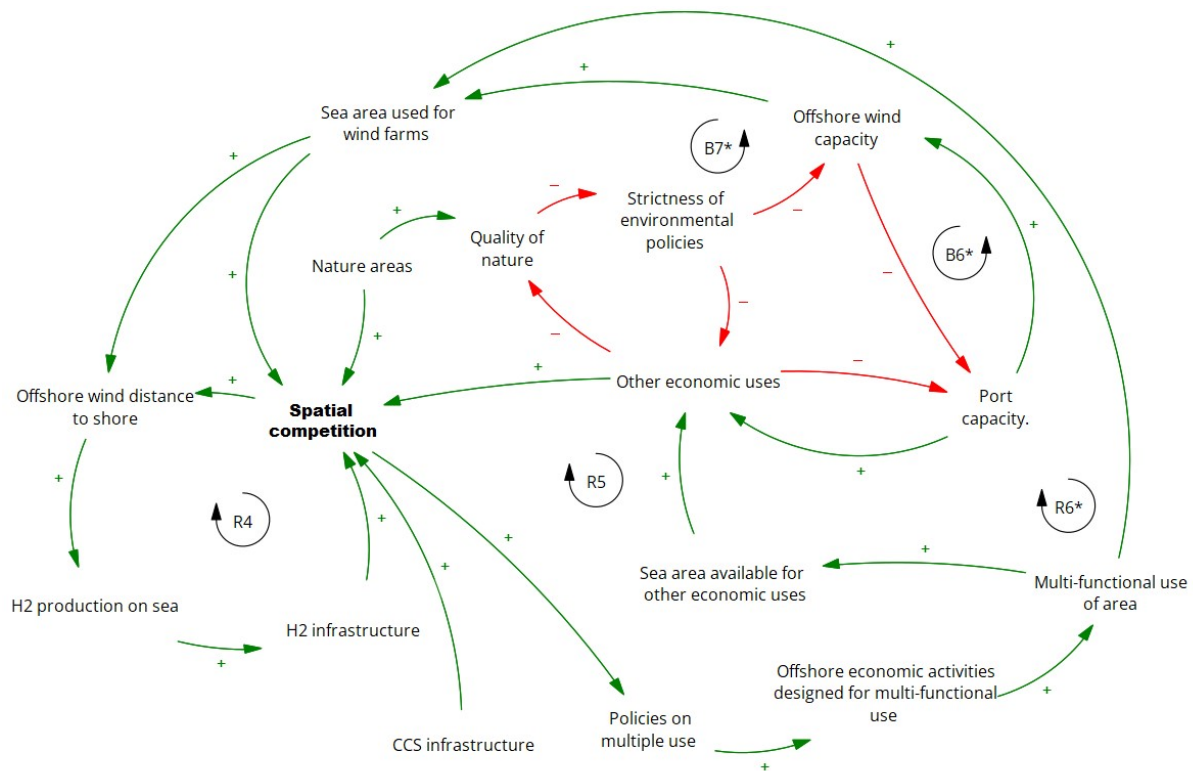 +
+
Sea area used for
wind farms
Offshore wind
capacity
B7*
+
–
Strictness of
environmental
policies
–
+
Quality of
nature
+
B6*
Nature areas
+
–
–
+
–
+
–
Offshore wind distance
to shore
+
Spatial
competition
Other economic uses
Port
capacity.
+
+
R4
+
+
+
R5
R6*
+
+
Sea area available for
other economic uses
Multi-functional use
of area
H2 production on sea
H2 infrastructure
+
Offshore economic activities
designed for multi-functional
use
+
CCS infrastructure
Policies on
multiple use
+